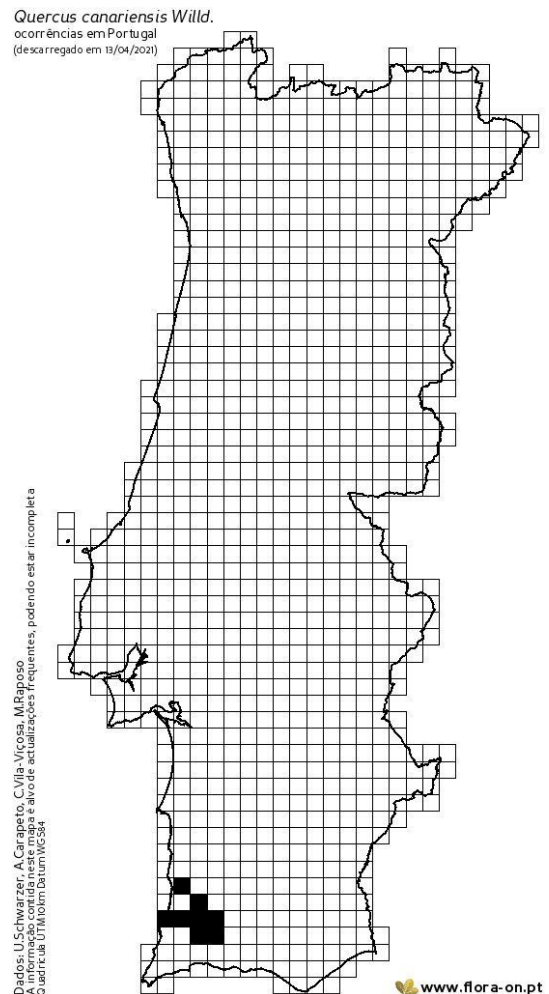 Quercus canariensis Willd.
ocorrências em Portugal
(descarregado em 13/04/2021)
Dados: U.Schwarzer, A.Carapeto, C.Vila-Viçosa, M.Raposo
A informação contida neste mapa é alvo de actualizações frequentes, podendo estar incompleta
Quadrícula UTM 10km Datum WGS84
www.flora-on.pt